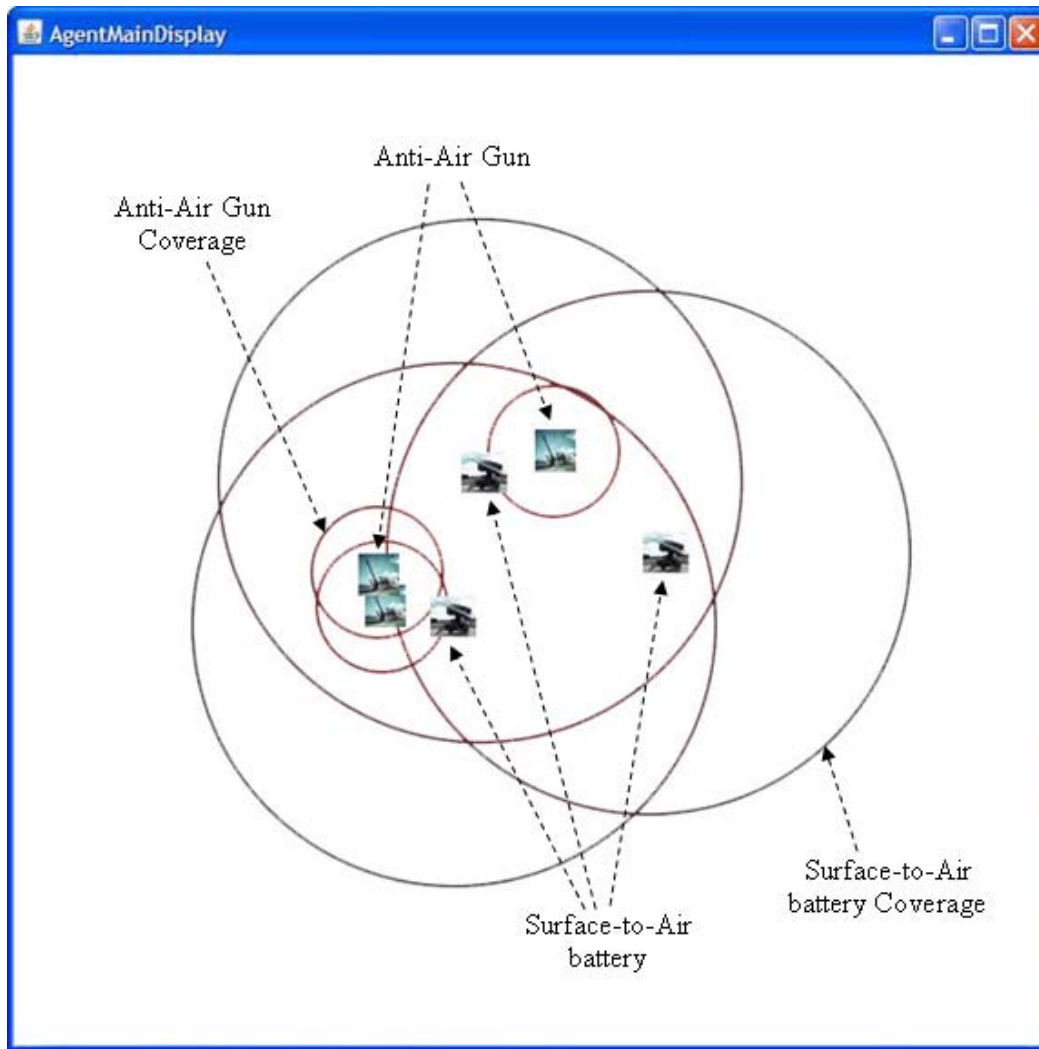 AgentMainDisplay
Anti-Air Gun
Anti-Air Gun
Coverage
Surface-to-Air
battery Coverage
Surface-to-Air
battery